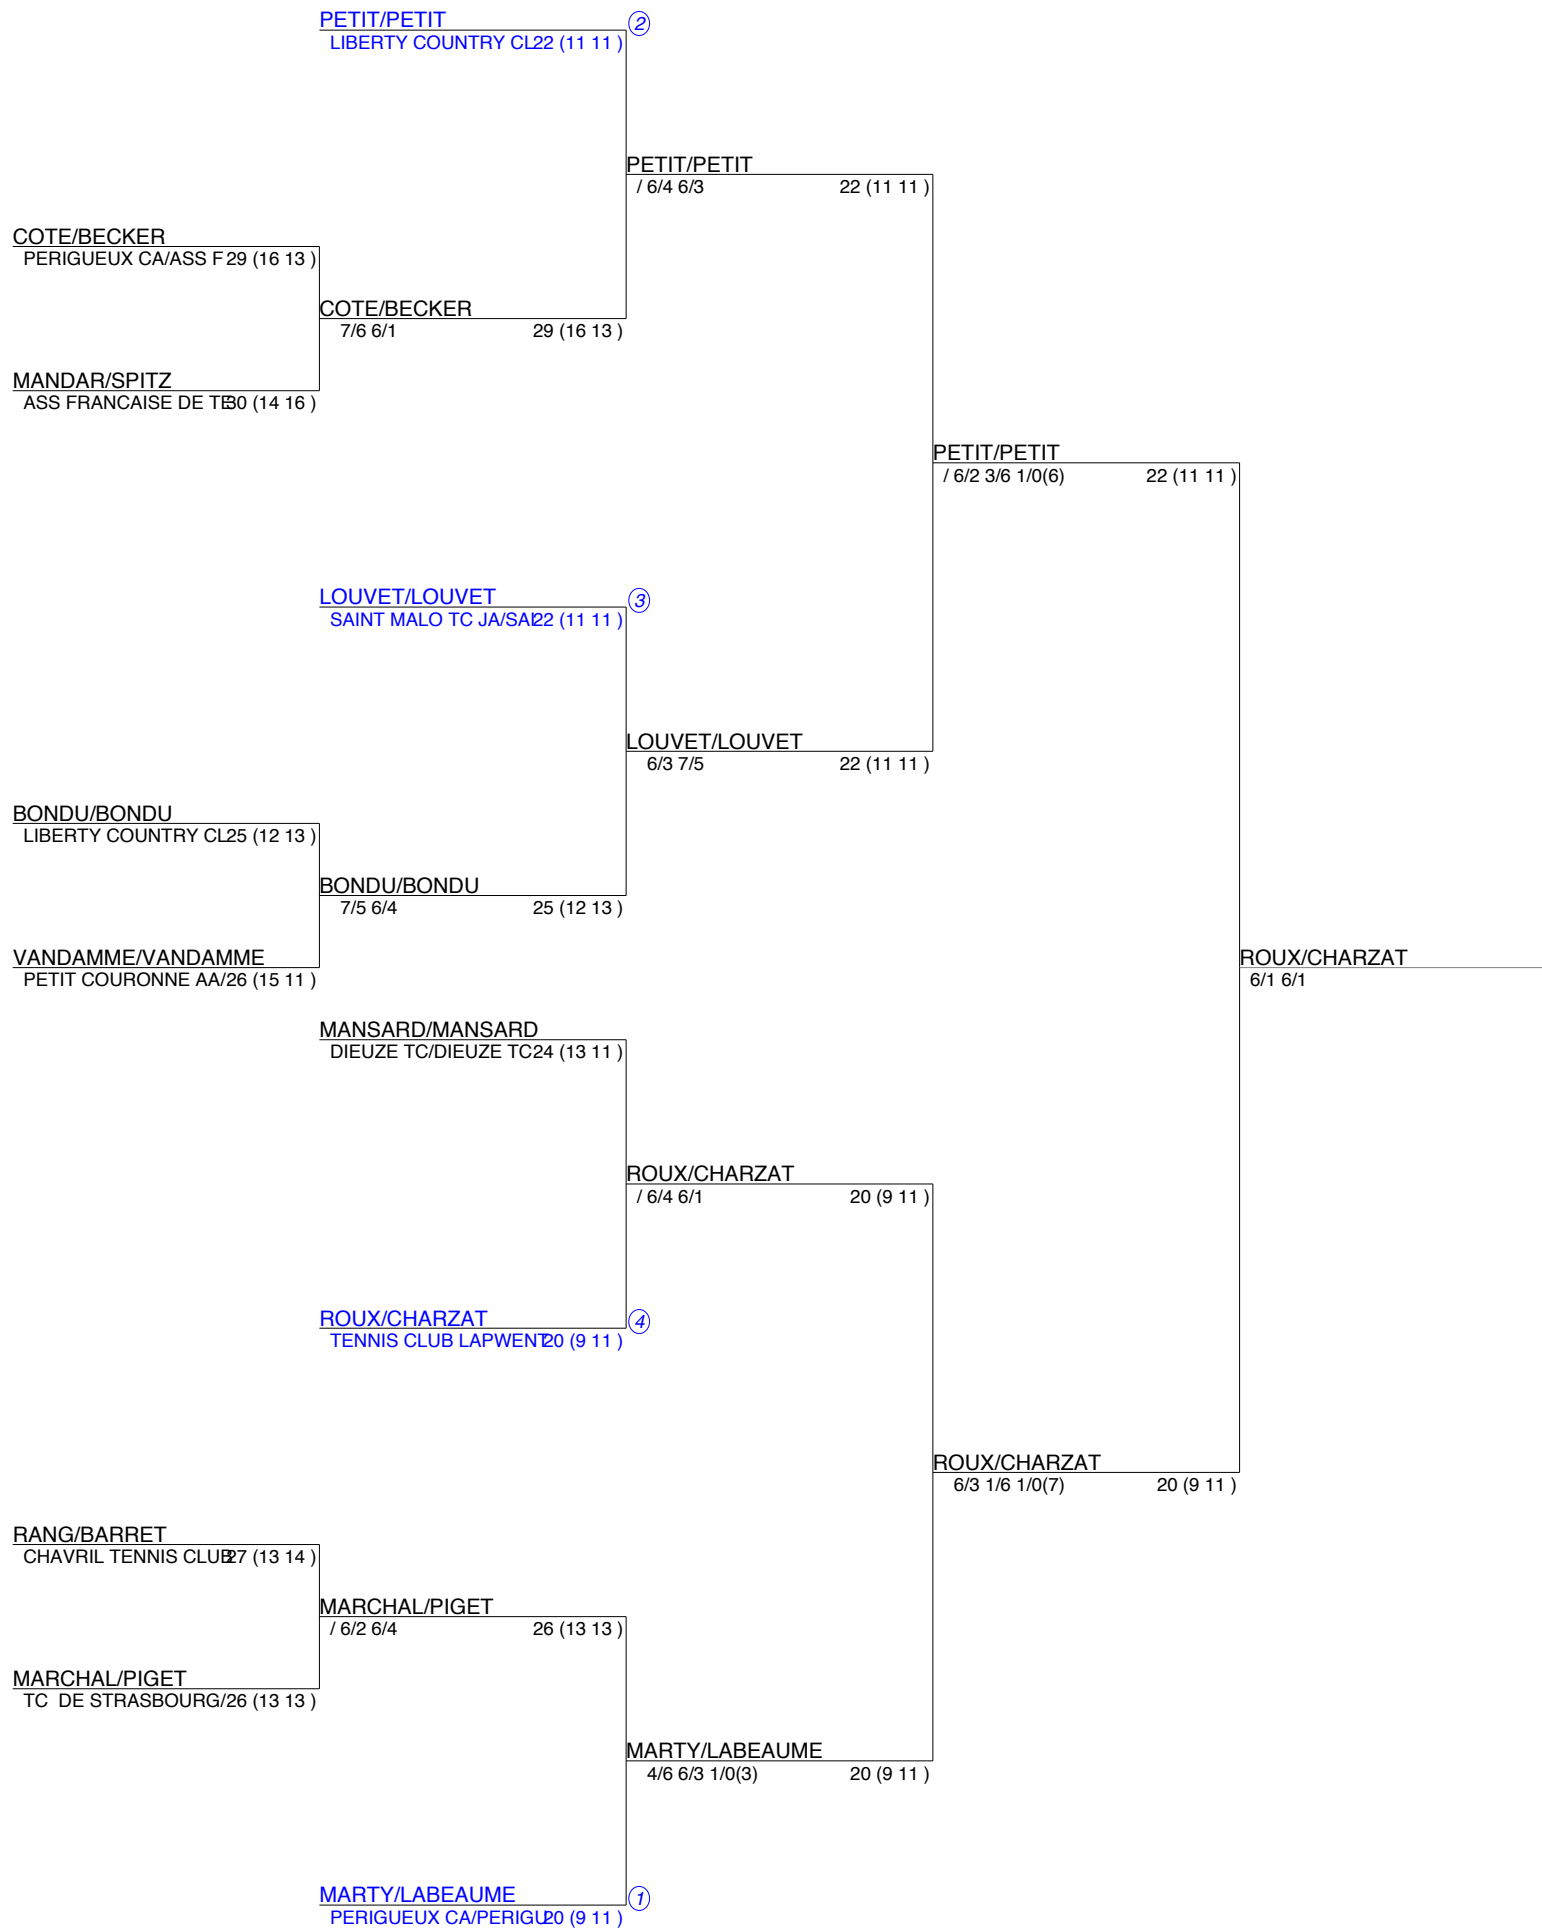 PETIT/PETIT
2
LIBERTY COUNTRY CL22 (11 11 )
PETIT/PETIT
/ 6/4 6/3 22 (11 11 )
COTE/BECKER
PERIGUEUX CA/ASS F 29 (16 13 )
COTE/BECKER
7/6 6/1 29 (16 13 )
MANDAR/SPITZ
ASS FRANCAISE DE TE30 (14 16 )
PETIT/PETIT
/ 6/2 3/6 1/0(6) 22 (11 11 )
LOUVET/LOUVET
3
SAINT MALO TC JA/SAI22 (11 11 )
LOUVET/LOUVET
6/3 7/5 22 (11 11 )
BONDU/BONDU
LIBERTY COUNTRY CL25 (12 13 )
BONDU/BONDU
7/5 6/4 25 (12 13 )
VANDAMME/VANDAMME
PETIT COURONNE AA/26 (15 11 )
ROUX/CHARZAT
6/1 6/1
MANSARD/MANSARD
DIEUZE TC/DIEUZE TC24 (13 11 )
ROUX/CHARZAT
/ 6/4 6/1 20 (9 11 )
ROUX/CHARZAT
4
TENNIS CLUB LAPWENT20 (9 11 )
ROUX/CHARZAT
6/3 1/6 1/0(7) 20 (9 11 )
RANG/BARRET
CHAVRIL TENNIS CLUB27 (13 14 )
MARCHAL/PIGET
/ 6/2 6/4 26 (13 13 )
MARCHAL/PIGET
TC DE STRASBOURG/26 (13 13 )
MARTY/LABEAUME
4/6 6/3 1/0(3) 20 (9 11 )
MARTY/LABEAUME
1
PERIGUEUX CA/PERIGU20 (9 11 )